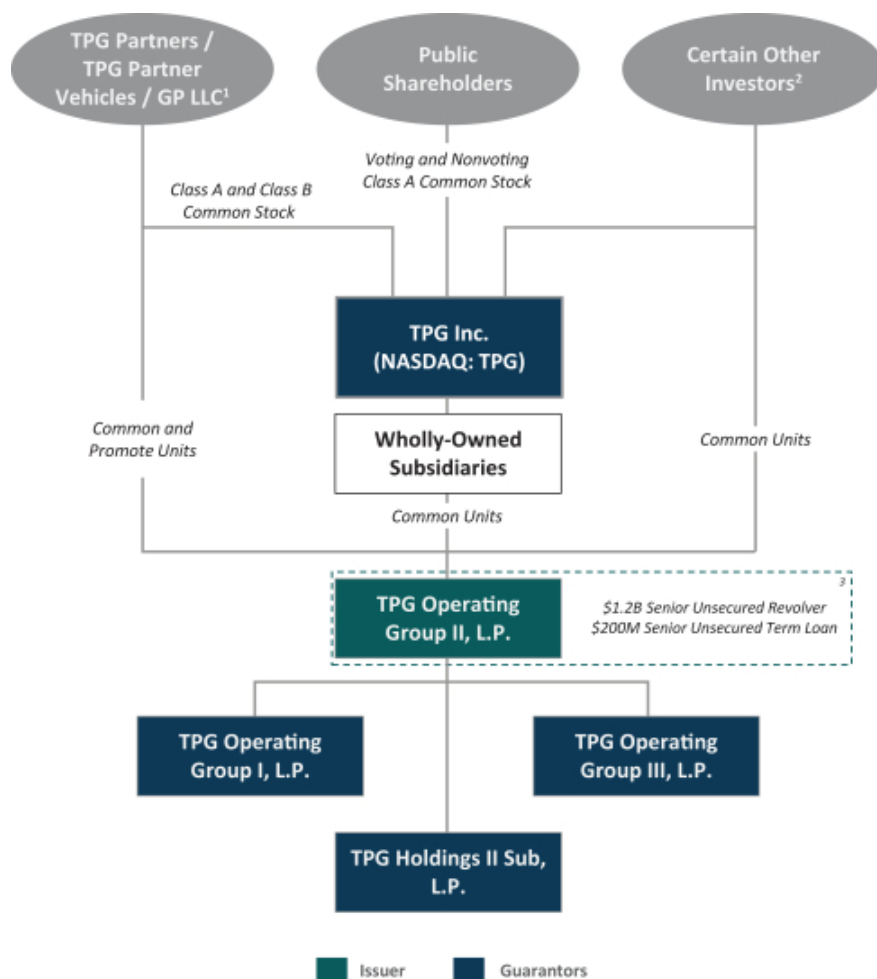 TPG Partners /
TPG Partner
Vehicles / GP LLC¹
Public
Shareholders
Certain Other
Investors²
Voting and Nonvoting
Class A Common Stock
Class A and Class B
Common Stock
TPG Inc.
(NASDAQ: TPG)
Common and
Promote Units
Wholly-Owned
Subsidiaries
Common Units
Common Units
TPG Operating
Group II, L.P.
3
$1.2B Senior Unsecured Revolver
$200M Senior Unsecured Term Loan
TPG Operating
Group I, L.P.
TPG Operating
Group III, L.P.
TPG Holdings II Sub,
L.P.
Issuer
Guarantors